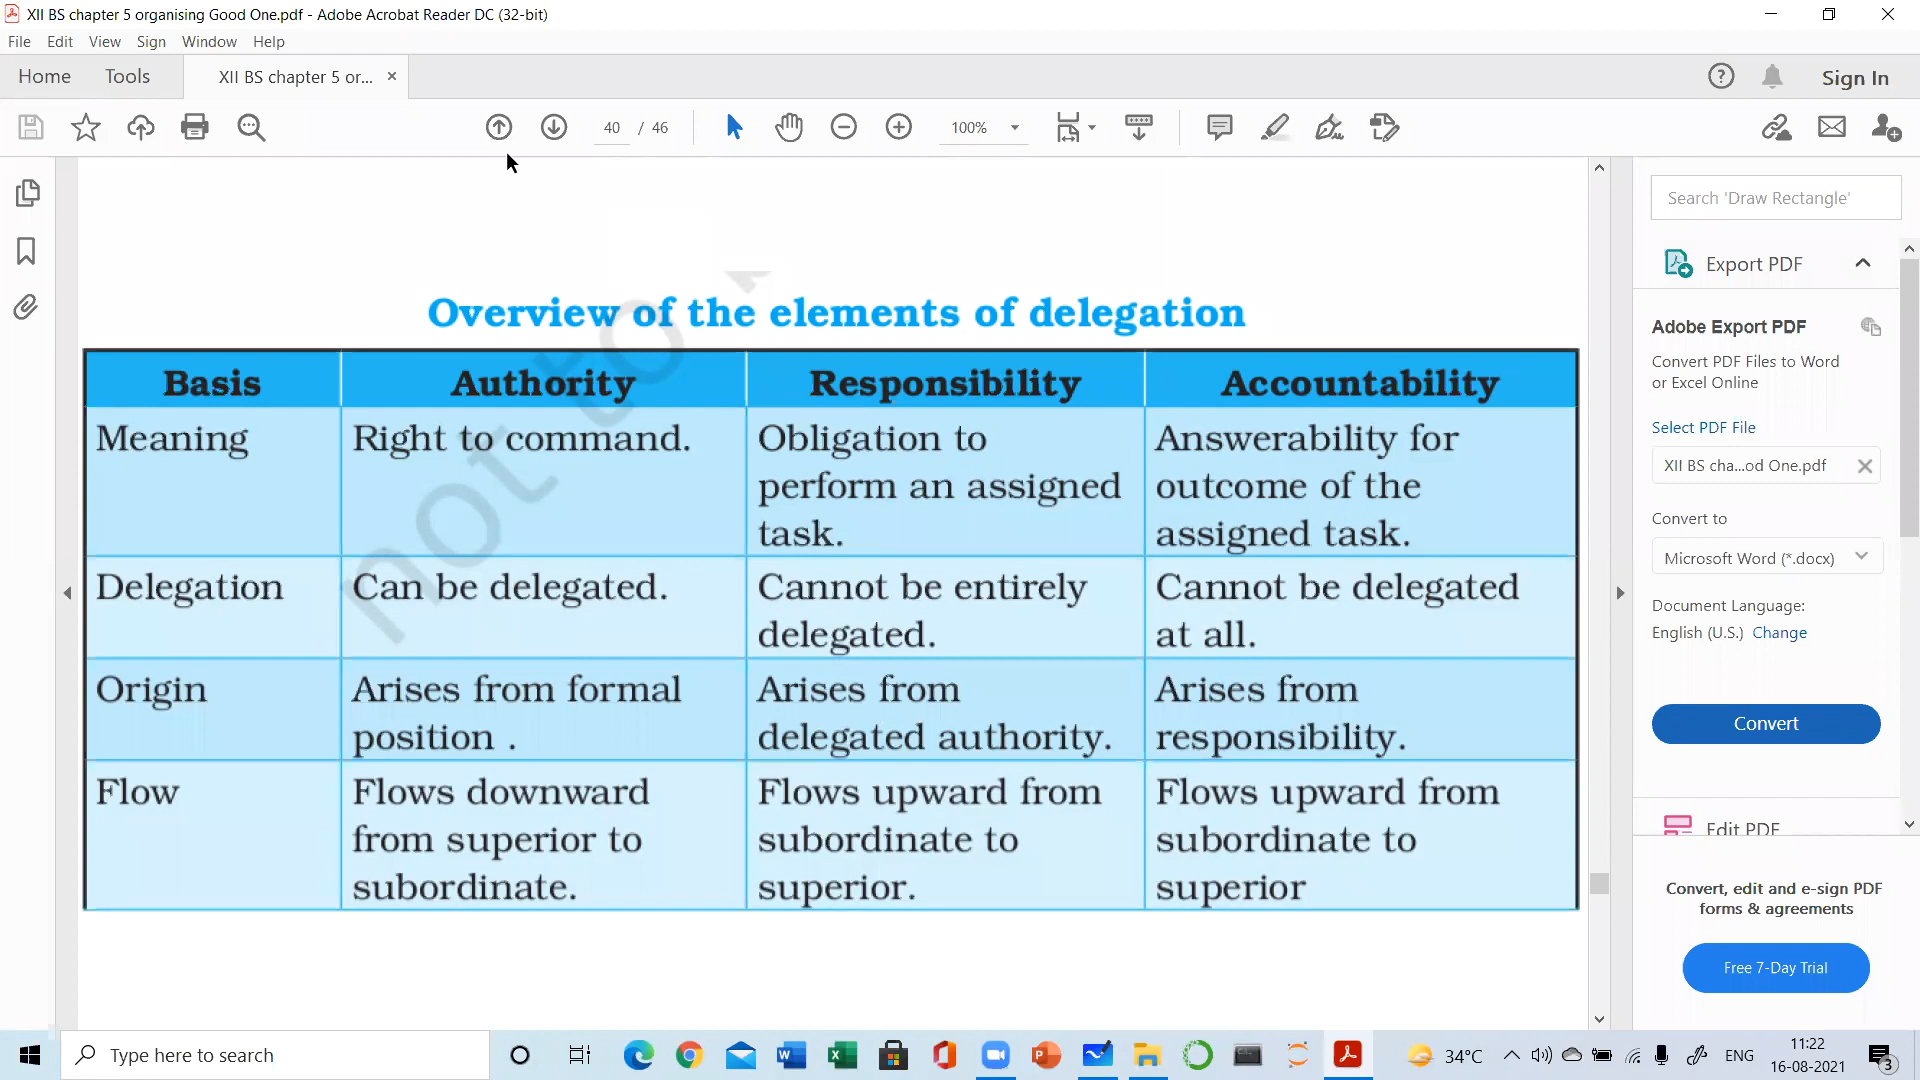 XII BS chapter 5 organising Good One.pdf - Adobe Acrobat Reader DC (32-bit)
File Edit View Sign Window Help
Home Tools XII BS chapter 5 or... × Sign In
40 / 46 100%
Search 'Draw Rectangle'
Export PDF
Adobe Export PDF
Convert PDF Files to Word
or Excel Online
Select PDF File
XII BS cha...od One.pdf
Convert to
Microsoft Word (*.docx)
Document Language:
English (U.S.) Change
Convert
Edit PDF
Convert, edit and e-sign PDF
forms & agreements
Free 7-Day Trial
not to
Overview of the elements of delegation
Basis Authority Responsibility Accountability
Meaning Right to command. Obligation to Answerability for
perform an assigned outcome of the
task. assigned task.
Delegation Can be delegated. Cannot be entirely Cannot be delegated
delegated. at all.
Origin Arises from formal Arises from Arises from
position . delegated authority. responsibility.
Flow Flows downward Flows upward from Flows upward from
from superior to subordinate to subordinate to
subordinate. superior. superior
Type here to search
34°C ENG 11:22
16-08-2021 3